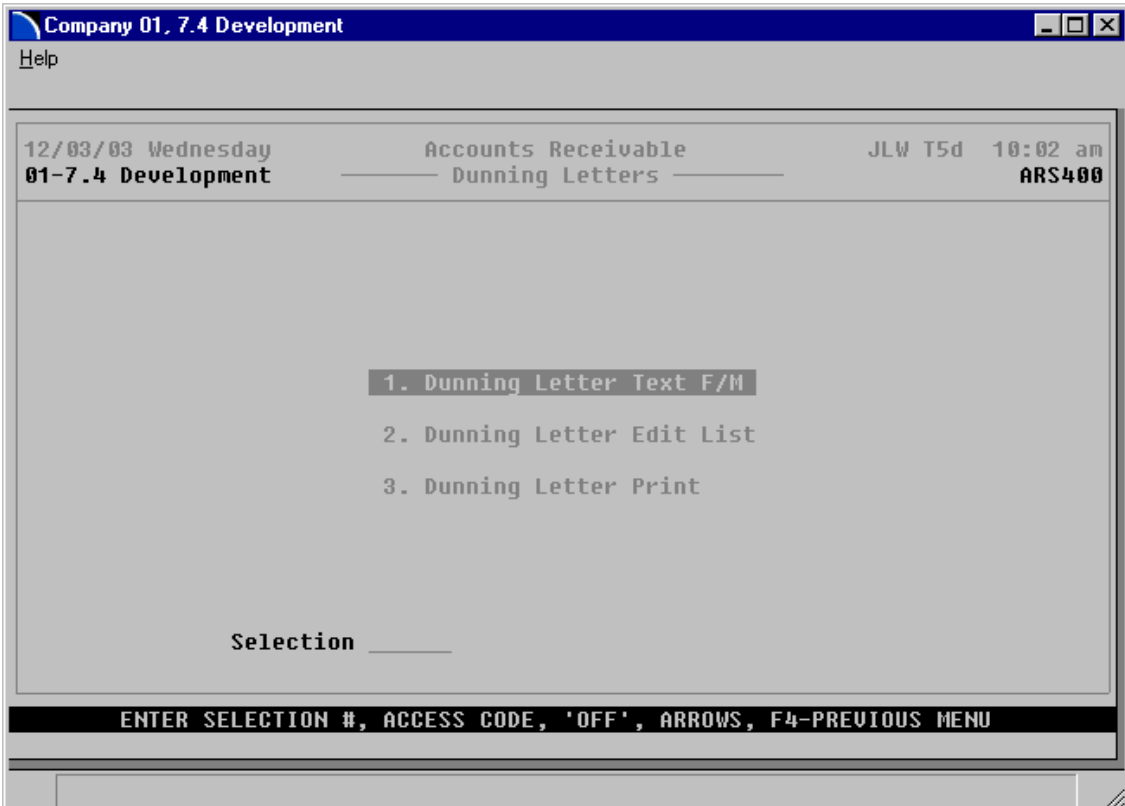 Company 01, 7.4 Development
Help
12/03/03 Wednesday Accounts Receivable JLW T5d 10:02 am
01-7.4 Development Dunning Letters ARS400
1. Dunning Letter Text F/M
2. Dunning Letter Edit List
3. Dunning Letter Print
Selection ______
ENTER SELECTION #, ACCESS CODE, 'OFF', ARROWS, F4-PREVIOUS MENU